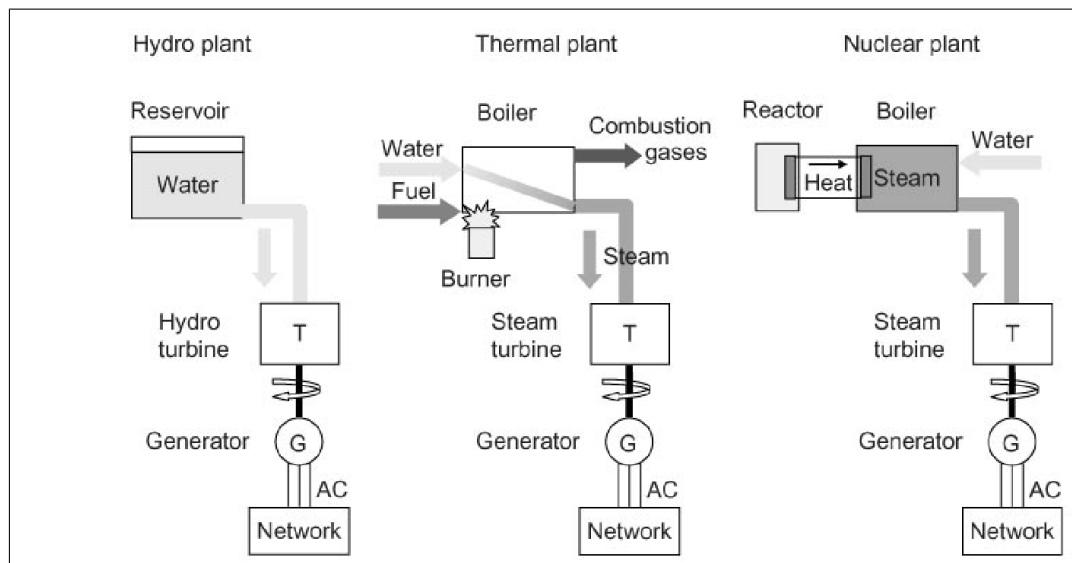 Hydro plant
Reservoir
Water
Hydro
turbine
T
Generator
G
AC
Network
Thermal plant
Boiler
Water
Fuel
Combustion
gases
Burner
Steam
Steam
turbine
T
Generator
G
AC
Network
Nuclear plant
Reactor
Boiler
Water
Heat
Steam
Steam
turbine
T
Generator
G
AC
Network